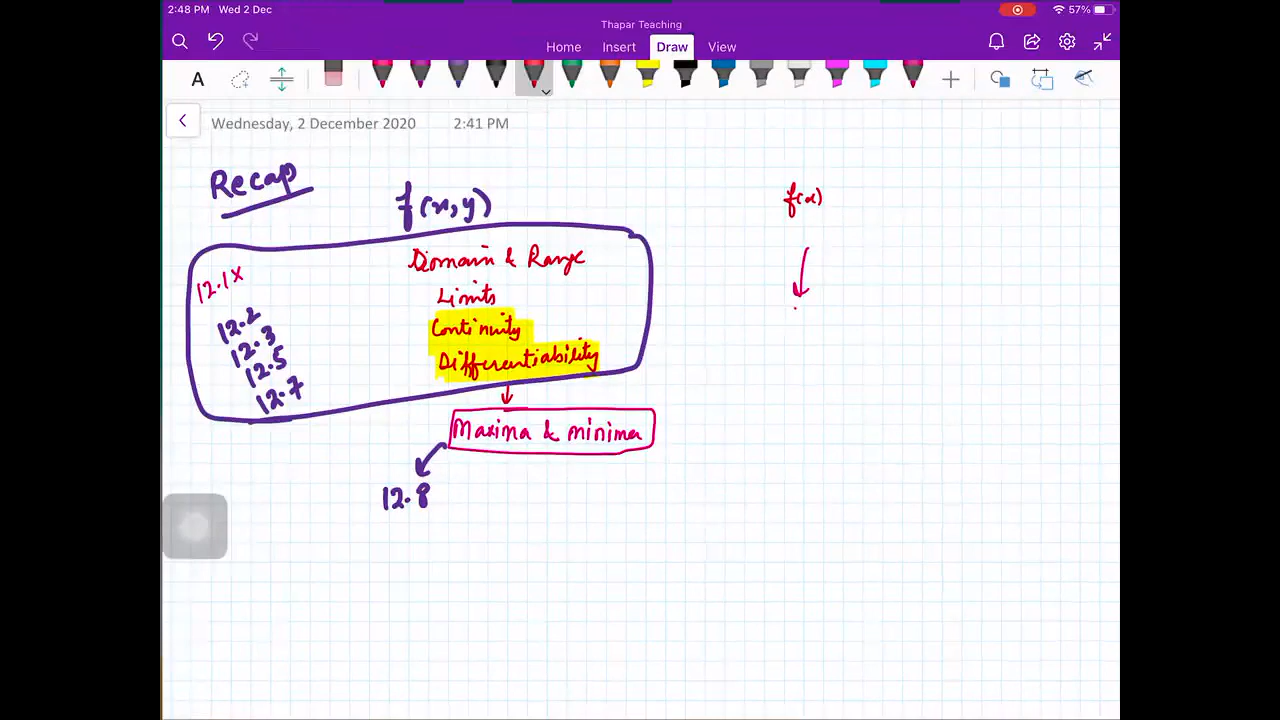 2:48 PM Wed 2 Dec
57%
Thapar Teaching
Home Insert Draw View
A
Wednesday, 2 December 2020 2:41 PM
Recap
f(x,y)
f(x)
Domain & Range
12.1x
Limits
12.2
Continuity
12.3
Differentiability
12.5
12.7
Maxima & minima
12.8